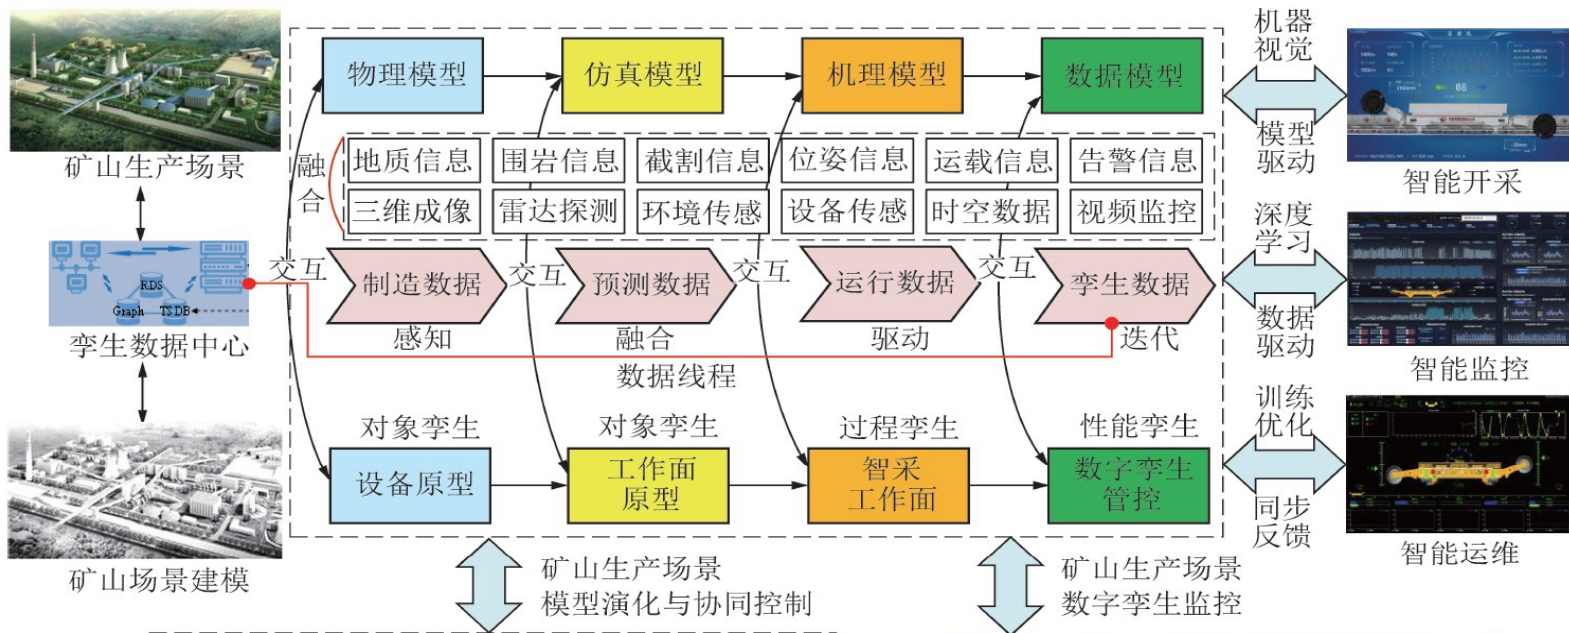 物理模型
仿真模型
机理模型
数据模型
机器
视觉
模型
驱动
智能开采
矿山生产场景
融合
地质信息
围岩信息
截割信息
位姿信息
运载信息
告警信息
三维成像
雷达探测
环境传感
设备传感
时空数据
视频监控
深度
学习
数据
驱动
智能监控
RDS
Graph
TSDB
孪生数据中心
交互
制造数据
交互
预测数据
交互
运行数据
交互
孪生数据
感知
融合
驱动
迭代
数据线程
对象孪生
对象孪生
过程孪生
性能孪生
设备原型
工作面
原型
智采
工作面
数字孪生
管控
训练
优化
同步
反馈
智能运维
矿山场景建模
矿山生产场景
模型演化与协同控制
矿山生产场景
数字孪生监控